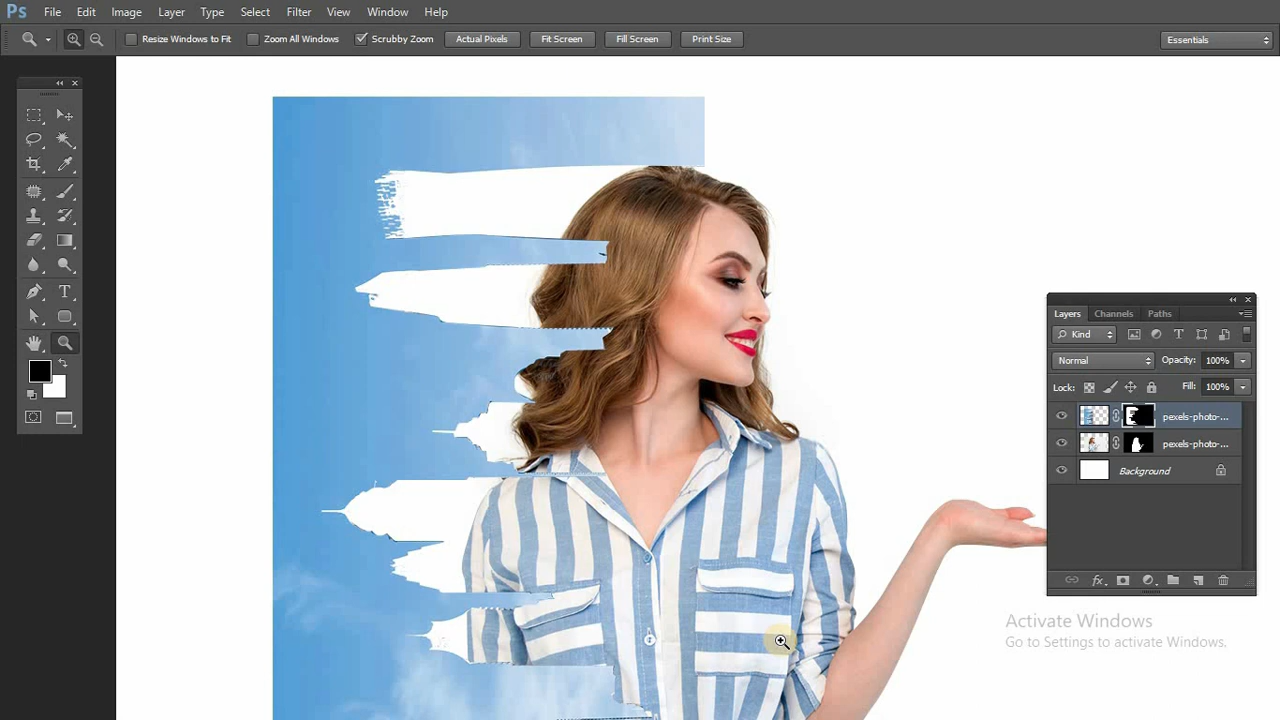 Ps File Edit Image Layer Type Select Filter View Window Help
Resize Windows to Fit Zoom All Windows Scrubby Zoom Actual Pixels Fit Screen Fill Screen Print Size Essentials
Layers Channels Paths
Kind
Normal Opacity: 100%
Lock: Fill: 100%
pexels-photo-...
pexels-photo-...
Background
fx
Activate Windows
Go to Settings to activate Windows.